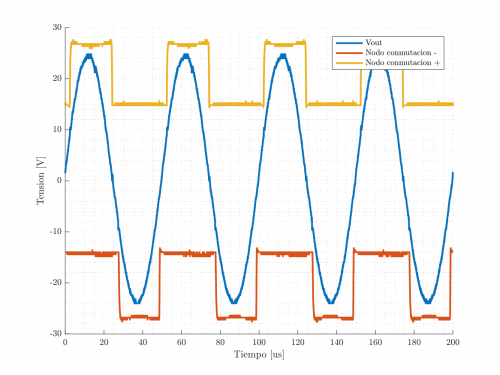 30
20
10
0
-10
-20
-30
Tension [V]
Vout
Nodo conmutacion -
Nodo conmutacion +
0 20 40 60 80 100 120 140 160 180 200
Tiempo [us]